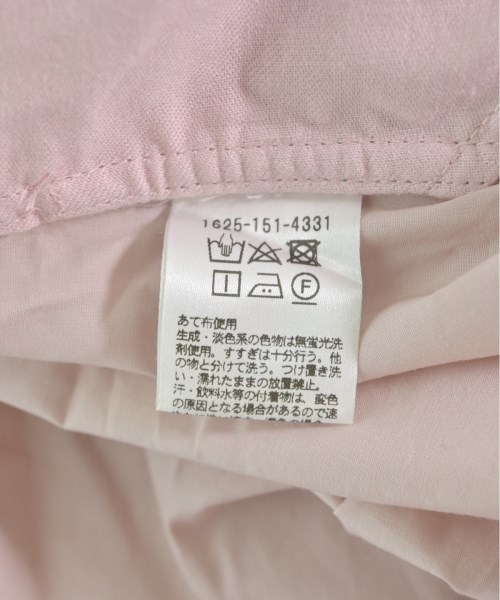 1625-151-4331
F
あて布使用
生成・淡色系の色物は無蛍光洗
剤使用。すすぎは十分行う。他
の物と分けて洗う。つけ置き洗
い・濡れたままの放置禁止。
汗・飲料水等の付着物は、変色
の原因となる場合があるので速